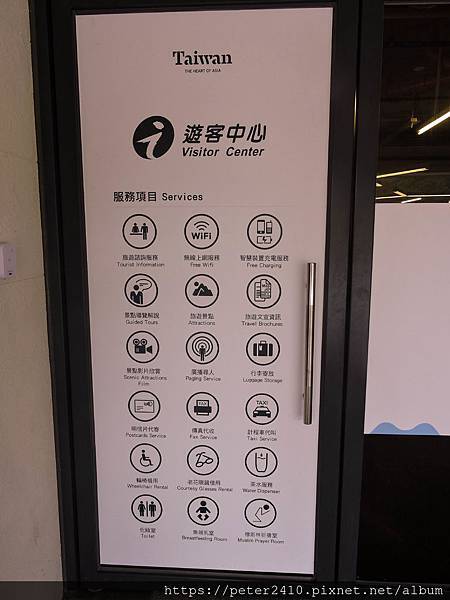 Taiwan
THE HEART OF ASIA
遊客中心
Visitor Center
服務項目 Services
旅遊諮詢服務
Tourist Information
WiFi
無線上網服務
Free Wifi
智慧裝置充電服務
Free Charging
景點導覽解說
Guided Tours
旅遊景點
Attractions
旅遊文宣資訊
Travel Brochures
景點影片欣賞
Scenic Attractions
Film
廣播尋人
Paging Service
行李寄放
Luggage Storage
明信片代寄
Postcards Service
FAX
傳真代收
Fax Service
TAXI
計程車代叫
Taxi Service
輪椅借用
Wheelchair Rental
老花眼鏡借用
Courtesy Glasses Rental
茶水服務
Water Dispenser
化妝室
Toilet
集哺乳室
Breastfeeding Room
穆斯林祈禱室
Muslim Prayer Room
https://peter2410.pixnet.net/album